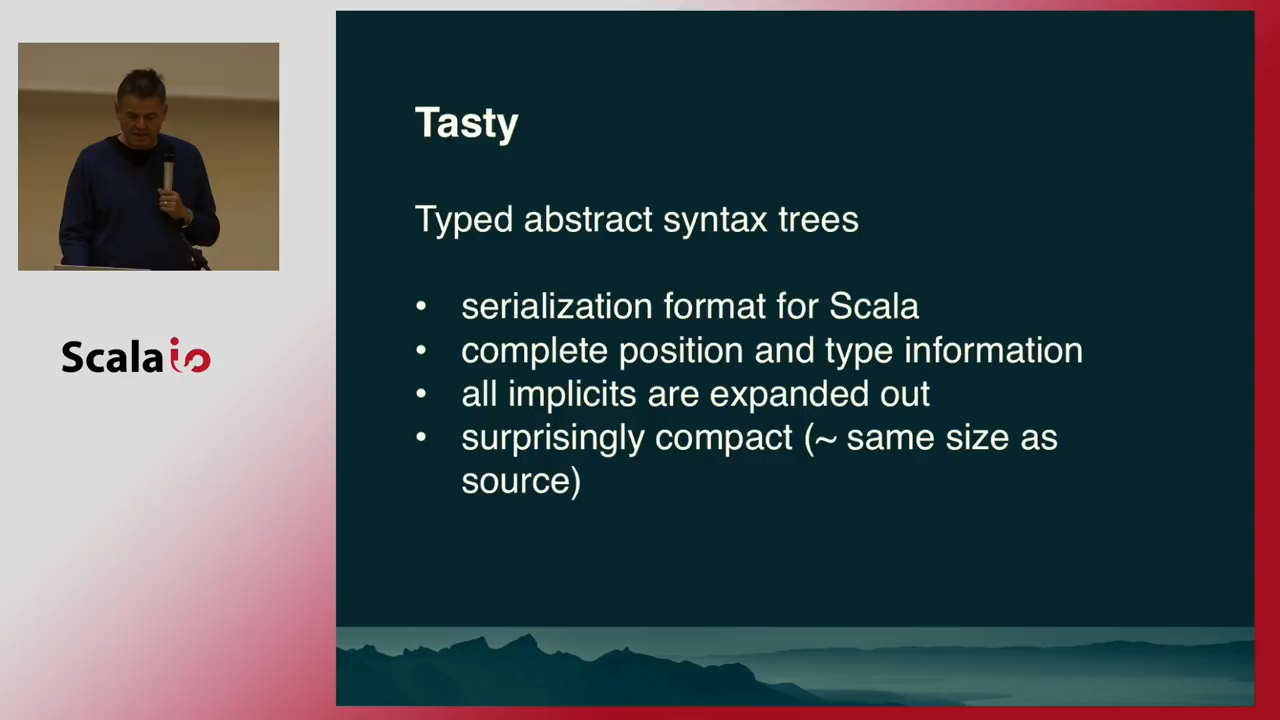 Scala io
Tasty
Typed abstract syntax trees
• serialization format for Scala
• complete position and type information
• all implicits are expanded out
• surprisingly compact (~ same size as
source)